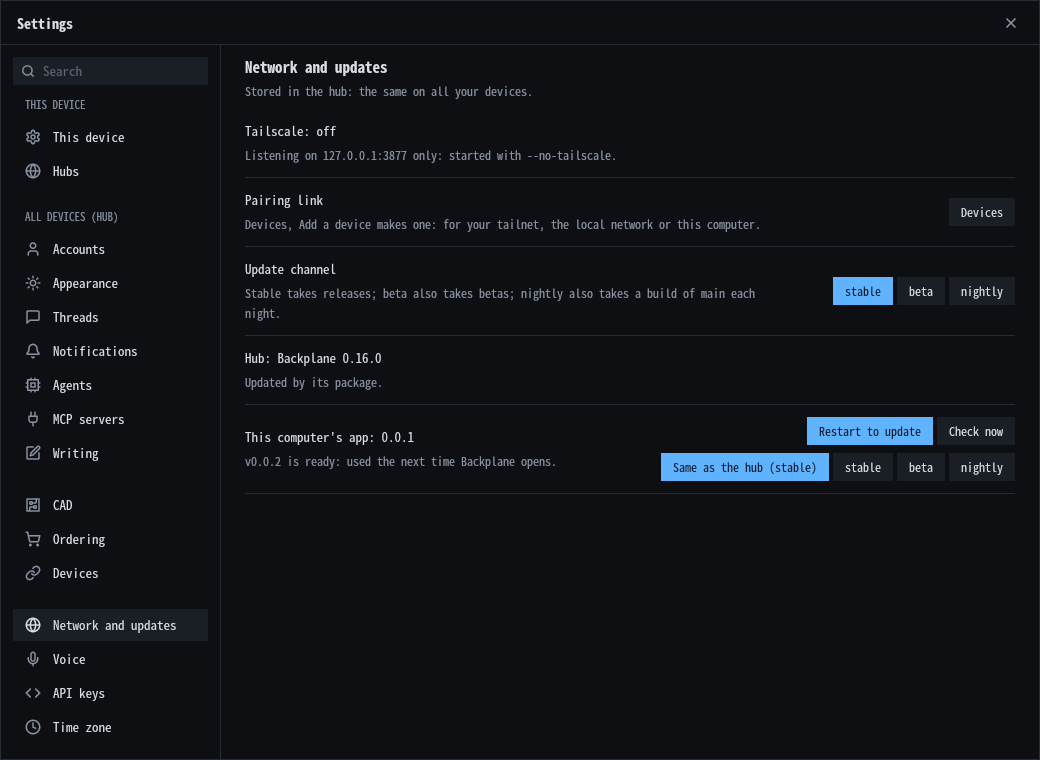 Settings
Search
THIS DEVICE
This device
Hubs
ALL DEVICES (HUB)
Accounts
Appearance
Threads
Notifications
Agents
MCP servers
Writing
CAD
Ordering
Devices
Network and updates
Voice
API keys
Time zone
Network and updates
Stored in the hub: the same on all your devices.
Tailscale: off
Listening on 127.0.0.1:3877 only: started with --no-tailscale.
Pairing link
Devices, Add a device makes one: for your tailnet, the local network or this computer.
Devices
Update channel
Stable takes releases; beta also takes betas; nightly also takes a build of main each
night.
stable beta nightly
Hub: Backplane 0.16.0
Updated by its package.
This computer's app: 0.0.1
v0.0.2 is ready: used the next time Backplane opens.
Restart to update Check now
Same as the hub (stable) stable beta nightly